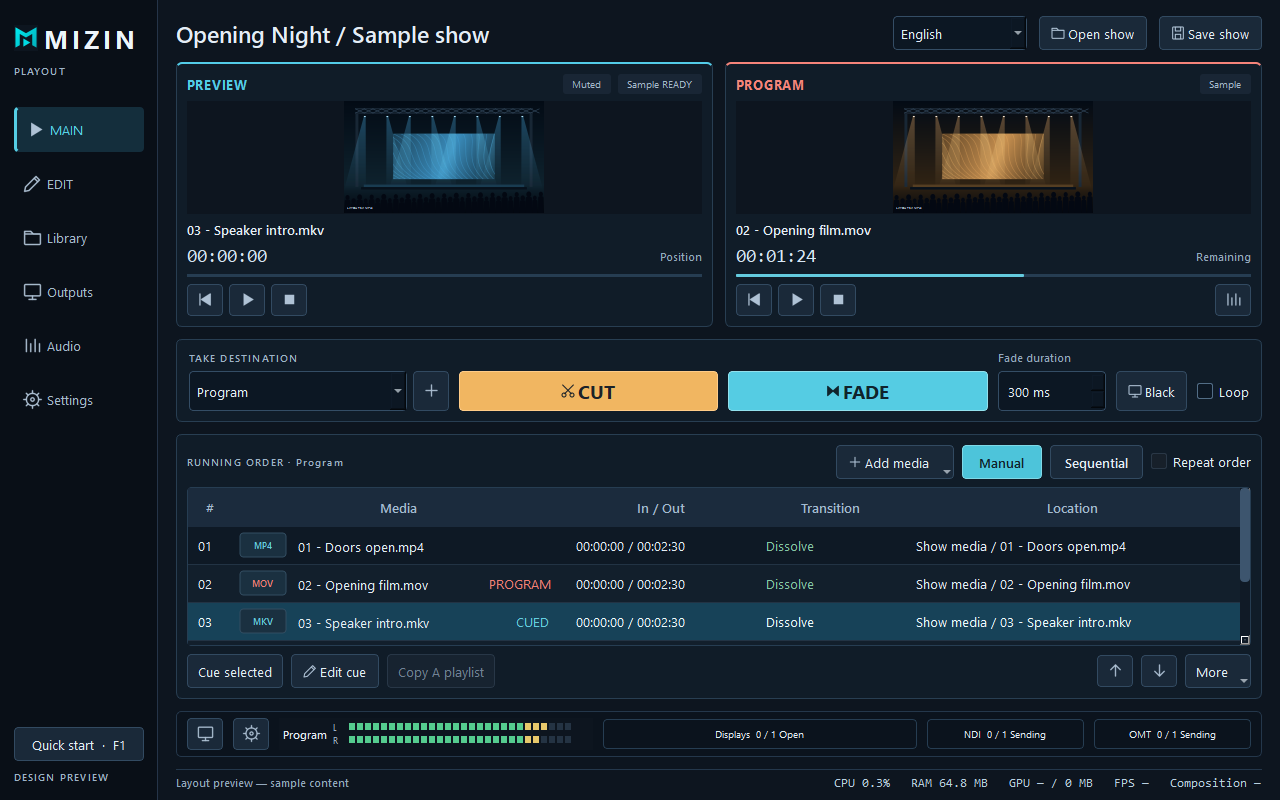 MIZIN
PLAYOUT
MAIN
EDIT
Library
Outputs
Audio
Settings
Quick start · F1
DESIGN PREVIEW
Opening Night / Sample show
English
Open show
Save show
PREVIEW
Muted
Sample READY
03 - Speaker intro.mkv
00:00:00
Position
PROGRAM
Sample
02 - Opening film.mov
00:01:24
Remaining
TAKE DESTINATION
Program
CUT
FADE
Fade duration
300 ms
Black
Loop
RUNNING ORDER · Program
Add media
Manual
Sequential
Repeat order
# Media In / Out Transition Location
01 MP4 01 - Doors open.mp4 00:00:00 / 00:02:30 Dissolve Show media / 01 - Doors open.mp4
02 MOV 02 - Opening film.mov PROGRAM 00:00:00 / 00:02:30 Dissolve Show media / 02 - Opening film.mov
03 MKV 03 - Speaker intro.mkv CUED 00:00:00 / 00:02:30 Dissolve Show media / 03 - Speaker intro.mkv
Cue selected
Edit cue
Copy A playlist
More
Program
L
R
Displays 0 / 1 Open
NDI 0 / 1 Sending
OMT 0 / 1 Sending
Layout preview — sample content
CPU 0.3% RAM 64.8 MB GPU — / 0 MB FPS — Composition —